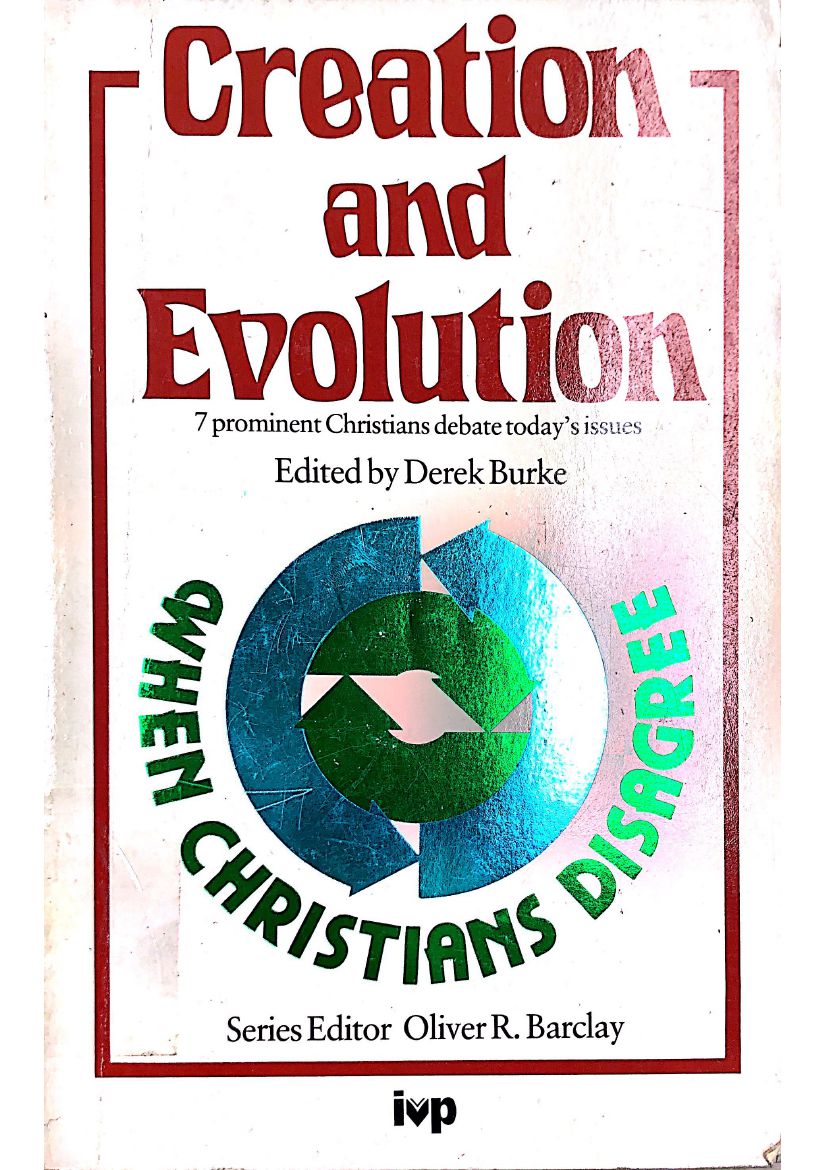 Creation
and
Evolution
7 prominent Christians debate today's issues
Edited by Derek Burke
WHEN CHRISTIANS DISAGREE
Series Editor Oliver R. Barclay
ivp